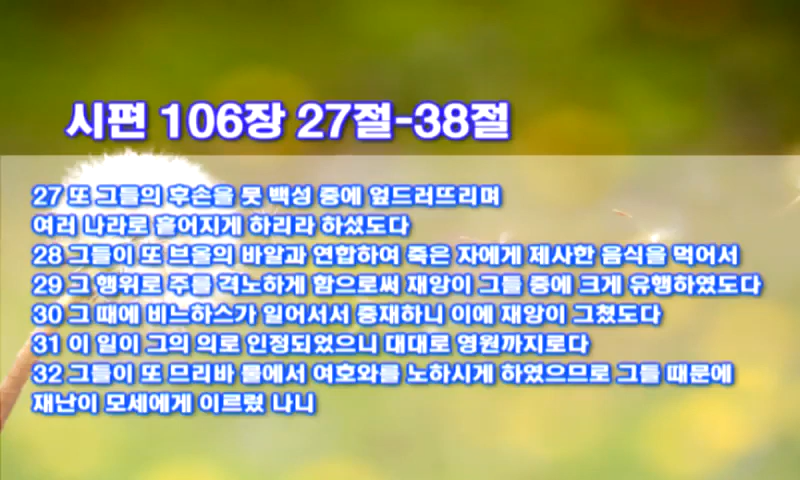 시편 106장 27절-38절
27 또 그들의 후손을 뭇 백성 중에 엎드러뜨리며
여러 나라로 흩어지게 하리라 하셨도다
28 그들이 또 브올의 바알과 연합하여 죽은 자에게 제사한 음식을 먹어서
29 그 행위로 주를 격노하게 함으로써 재앙이 그들 중에 크게 유행하였도다
30 그 때에 비느하스가 일어서서 중재하니 이에 재앙이 그쳤도다
31 이 일이 그의 의로 인정되었으니 대대로 영원까지로다
32 그들이 또 므리바 물에서 여호와를 노하시게 하였으므로 그들 때문에
재난이 모세에게 이르렀 나니